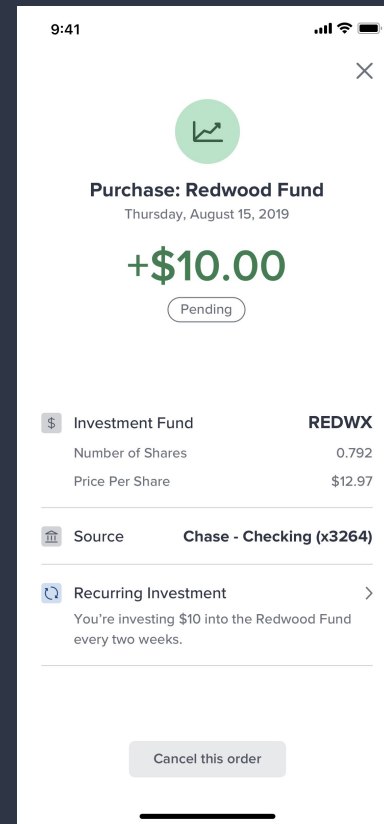 9:41
Purchase: Redwood Fund
Thursday, August 15, 2019
+$10.00
Pending
$ Investment Fund REDWX
Number of Shares 0.792
Price Per Share $12.97
Source Chase - Checking (x3264)
Recurring Investment
You're investing $10 into the Redwood Fund
every two weeks.
Cancel this order